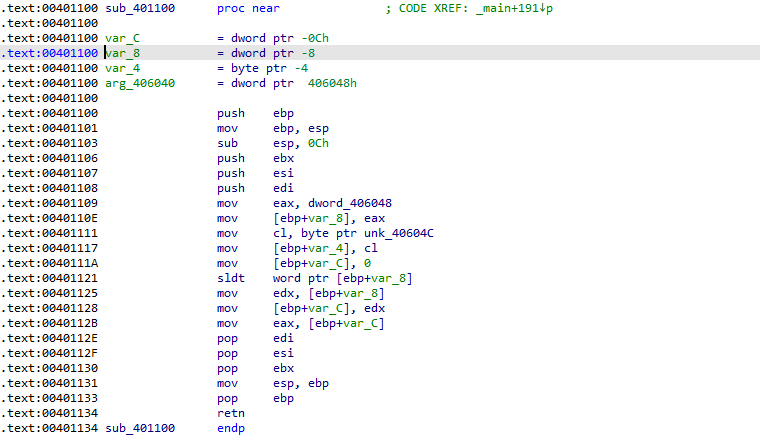 .text:00401100 sub_401100 proc near ; CODE XREF: _main+191↓p
.text:00401100
.text:00401100 var_C = dword ptr -0Ch
.text:00401100 var_8 = dword ptr -8
.text:00401100 var_4 = byte ptr -4
.text:00401100 arg_406040 = dword ptr 406048h
.text:00401100
.text:00401100 push ebp
.text:00401101 mov ebp, esp
.text:00401103 sub esp, 0Ch
.text:00401106 push ebx
.text:00401107 push esi
.text:00401108 push edi
.text:00401109 mov eax, dword_406048
.text:0040110E mov [ebp+var_8], eax
.text:00401111 mov cl, byte ptr unk_40604C
.text:00401117 mov [ebp+var_4], cl
.text:0040111A mov [ebp+var_C], 0
.text:00401121 sldt word ptr [ebp+var_8]
.text:00401125 mov edx, [ebp+var_8]
.text:00401128 mov [ebp+var_C], edx
.text:0040112B mov eax, [ebp+var_C]
.text:0040112E pop edi
.text:0040112F pop esi
.text:00401130 pop ebx
.text:00401131 mov esp, ebp
.text:00401133 pop ebp
.text:00401134 retn
.text:00401134 sub_401100 endp